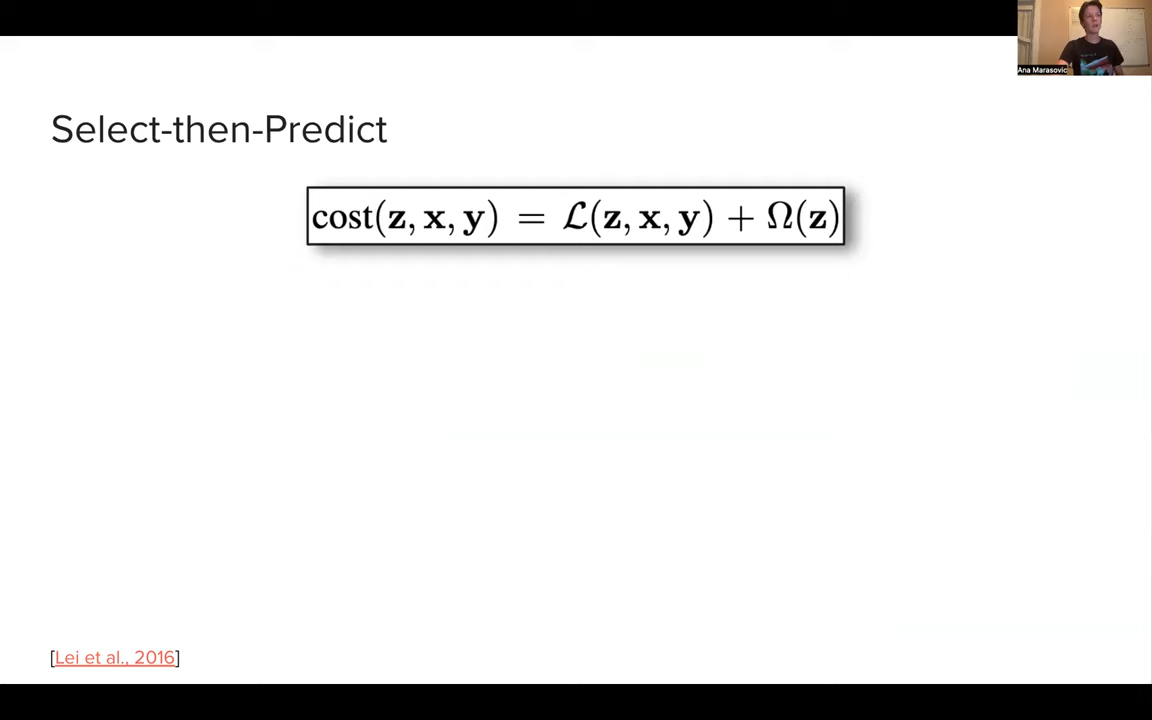 Ana Marasovic
Select-then-Predict
cost(z, x, y) = ℒ(z, x, y) + Ω(z)
[Lei et al., 2016]